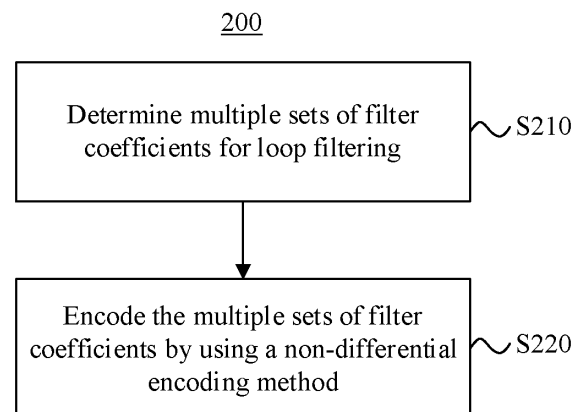 200
Determine multiple sets of filter
coefficients for loop filtering
S210
Encode the multiple sets of filter
coefficients by using a non-differential
encoding method
S220